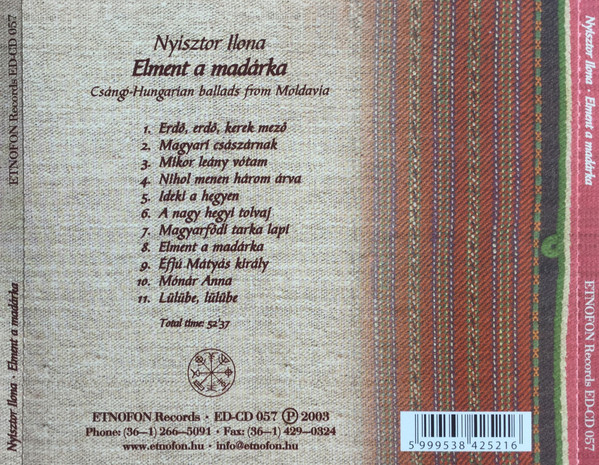 ETNOFON Records ED-CD 057
Nyisztor Ilona · Elment a madárka
Nyisztor Ilona
Elment a madárka
Csángó-Hungarian ballads from Moldavia
1. Erdő, erdő, kerek mező
2. Magyari császárnak
3. Mikor leány vótam
4. Nihol menen három árva
5. Ideki a hegyen
6. A nagy hegyi tolvaj
7. Magyarfődi tarka lapi
8. Elment a madárka
9. Éfjú Mátyás király
10. Mónár Anna
11. Lülübe, lülübe
Total time: 52'37
ETNOFON Records · ED-CD 057 Ⓟ 2003
Phone: (36–1) 266–5091 · Fax: (36–1) 429–0324
www.etnofon.hu · info@etnofon.hu
5 999538 425216
Nyisztor Ilona · Elment a madárka
ETNOFON Records ED-CD 057